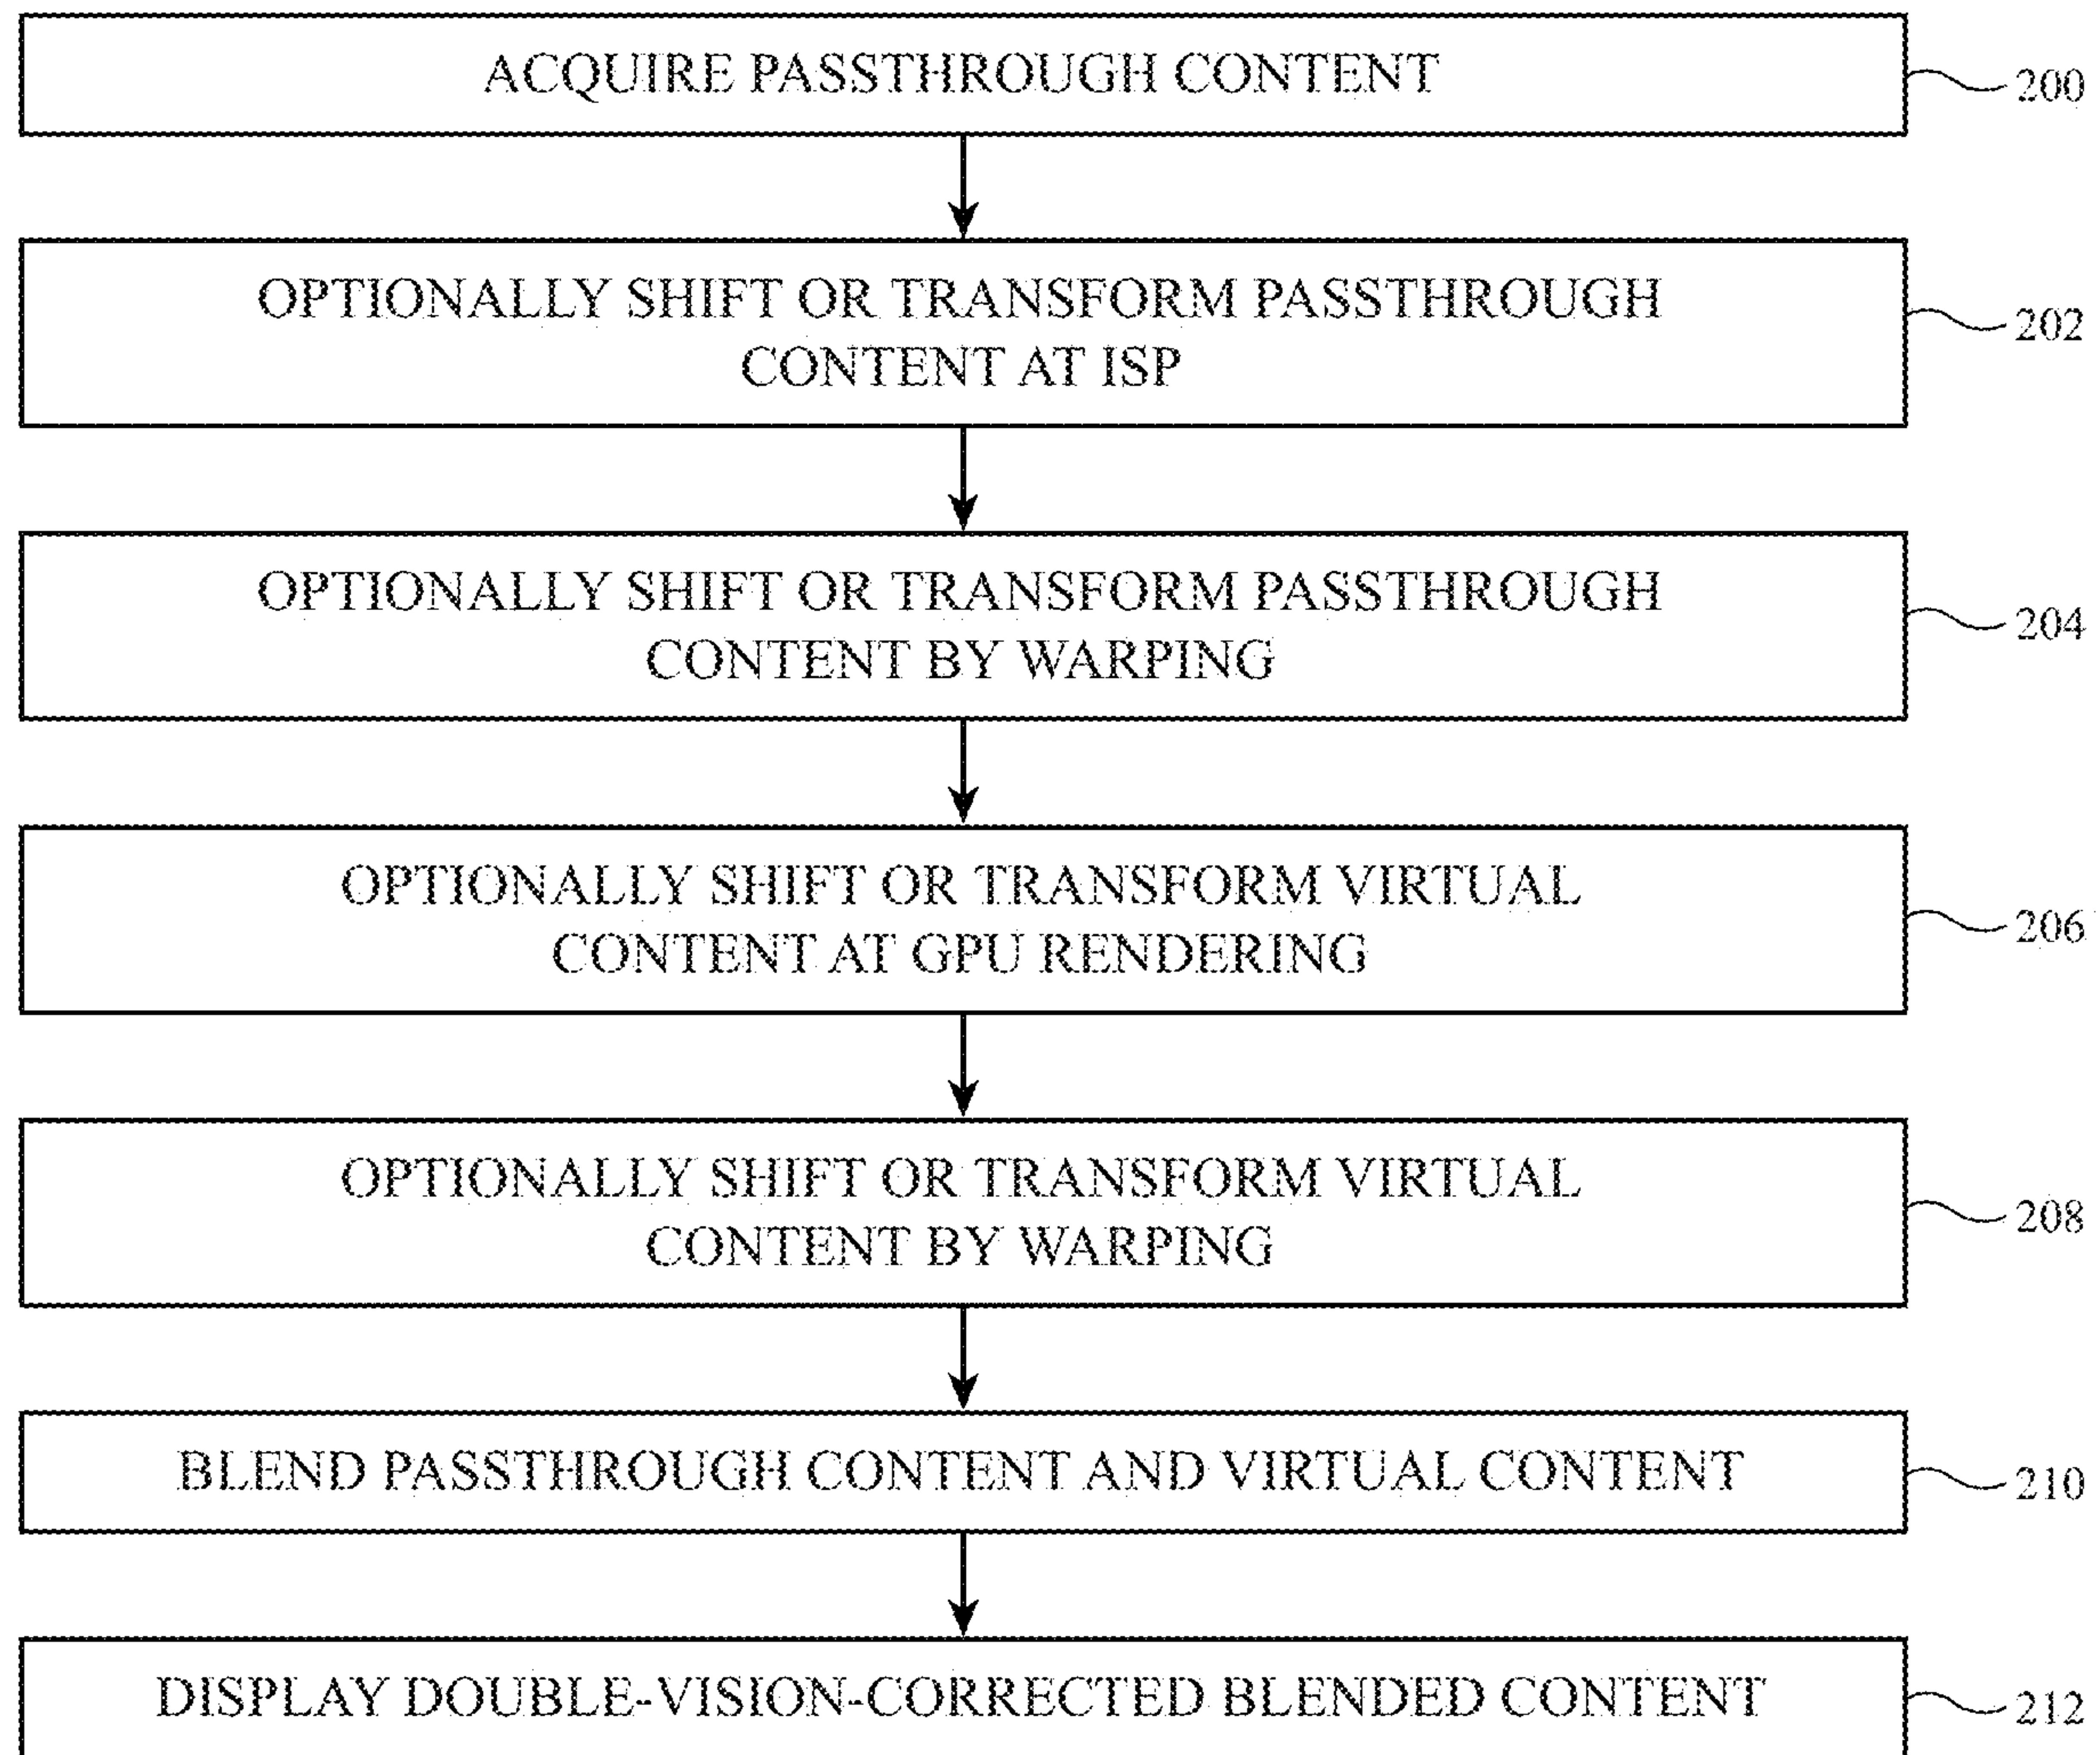 ACQUIRE PASSTHROUGH CONTENT
200
OPTIONALLY SHIFT OR TRANSFORM PASSTHROUGH
CONTENT AT ISP
202
OPTIONALLY SHIFT OR TRANSFORM PASSTHROUGH
CONTENT BY WARPING
204
OPTIONALLY SHIFT OR TRANSFORM VIRTUAL
CONTENT AT GPU RENDERING
206
OPTIONALLY SHIFT OR TRANSFORM VIRTUAL
CONTENT BY WARPING
208
BLEND PASSTHROUGH CONTENT AND VIRTUAL CONTENT
210
DISPLAY DOUBLE-VISION-CORRECTED BLENDED CONTENT
212